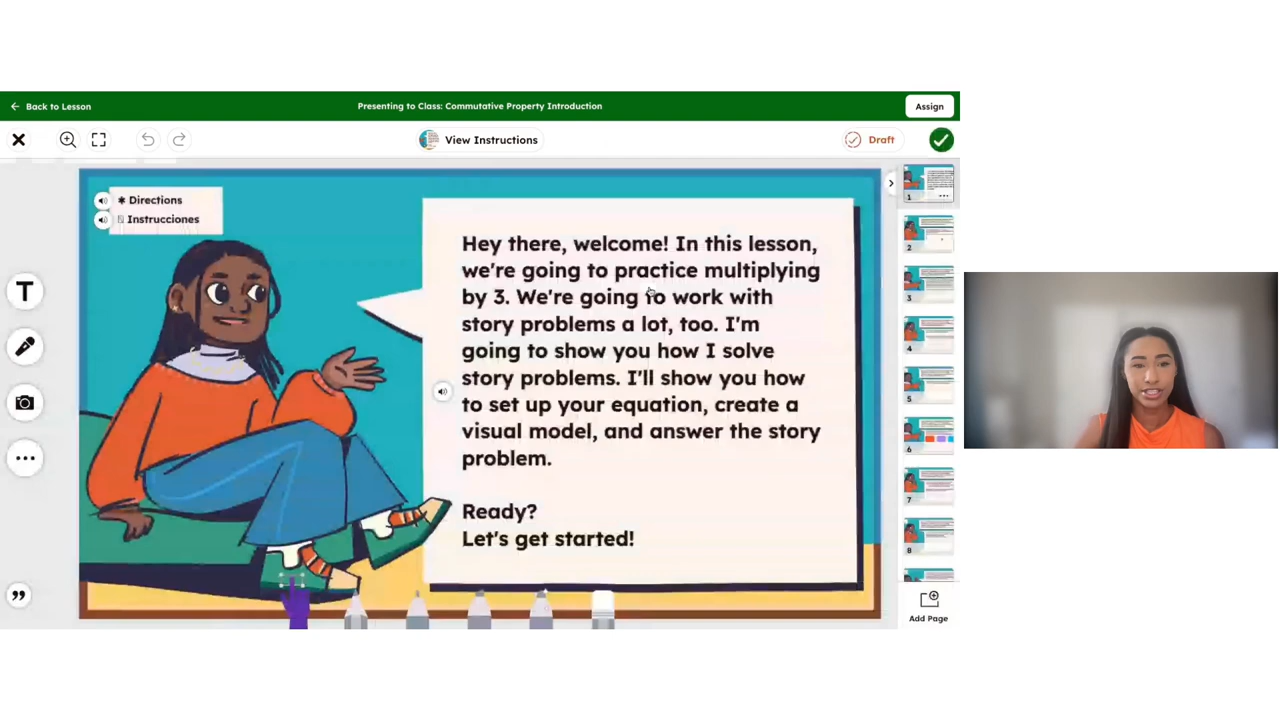 Back to Lesson
Presenting to Class: Commutative Property Introduction
Assign
View Instructions
Draft
Directions
Instrucciones
Hey there, welcome! In this lesson,
we're going to practice multiplying
by 3. We're going to work with
story problems a lot, too. I'm
going to show you how I solve
story problems. I'll show you how
to set up your equation, create a
visual model, and answer the story
problem.
Ready?
Let's get started!
T
1
2
3
4
5
6
7
8
Add Page